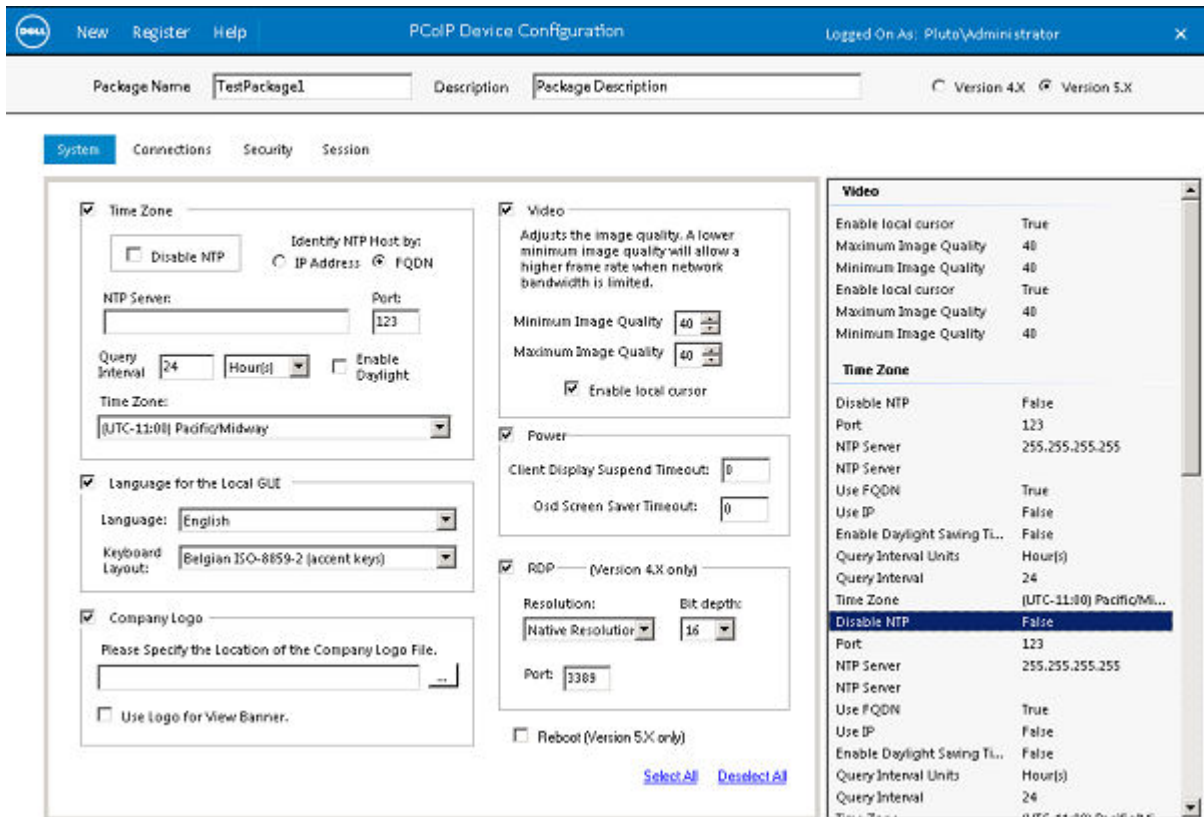 DELL New Register Help PCoIP Device Configuration Logged On As: Pluto\Administrator X
Package Name TestPackage1 Description Package Description Version 4.X Version 5.X
System Connections Security Session
Time Zone
Disable NTP
Identify NTP Host by:
IP Address FQDN
NTP Server: Port:
123
Query Interval 24 Hour(s) Enable Daylight
Time Zone:
(UTC-11:00) Pacific/Midway
Language for the Local GUE
Language: English
Keyboard Layout: Belgian ISO-8859-2 (accent keys)
Company Logo
Please Specify the Location of the Company Logo File.
...
Use Logo for View Banner.
Video
Adjusts the image quality. A lower
minimum image quality will allow a
higher frame rate when network
bandwidth is limited.
Minimum Image Quality 40
Maximum Image Quality 40
Enable local cursor
Power
Client Display Suspend Timeout: 0
Osd Screen Saver Timeout: 0
RDP (Version 4.X only)
Resolution: Bit depth:
Native Resolution 16
Port: 3389
Reboot (Version 5.X only)
Select All Deselect All
Video
Enable local cursor True
Maximum Image Quality 40
Minimum Image Quality 40
Enable local cursor True
Maximum Image Quality 40
Minimum Image Quality 40
Time Zone
Disable NTP False
Port 123
NTP Server 255.255.255.255
NTP Server
Use FQDN True
Use IP False
Enable Daylight Saving Ti... False
Query Interval Units Hour(s)
Query Interval 24
Time Zone (UTC-11:00) Pacific/Mi...
Disable NTP False
Port 123
NTP Server 255.255.255.255
NTP Server
Use FQDN True
Use IP False
Enable Daylight Saving Ti... False
Query Interval Units Hour(s)
Query Interval 24